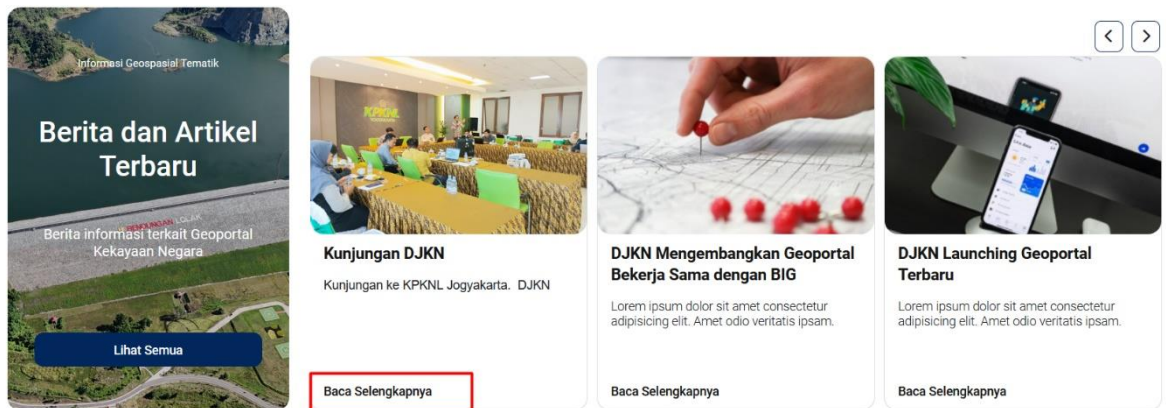 Informasi Geospasial Tematik
Berita dan Artikel
Terbaru
BENDUNGAN LOLAK
Berita informasi terkait Geoportal
Kekayaan Negara
Lihat Semua
KPKNL
Kunjungan DJKN
Kunjungan ke KPKNL Jogyakarta. DJKN
Baca Selengkapnya
DJKN Mengembangkan Geoportal
Bekerja Sama dengan BIG
Lorem ipsum dolor sit amet consectetur
adipisicing elit. Amet odio veritatis ipsam.
Baca Selengkapnya
DJKN Launching Geoportal
Terbaru
Lorem ipsum dolor sit amet consectetur
adipisicing elit. Amet odio veritatis ipsam.
Baca Selengkapnya